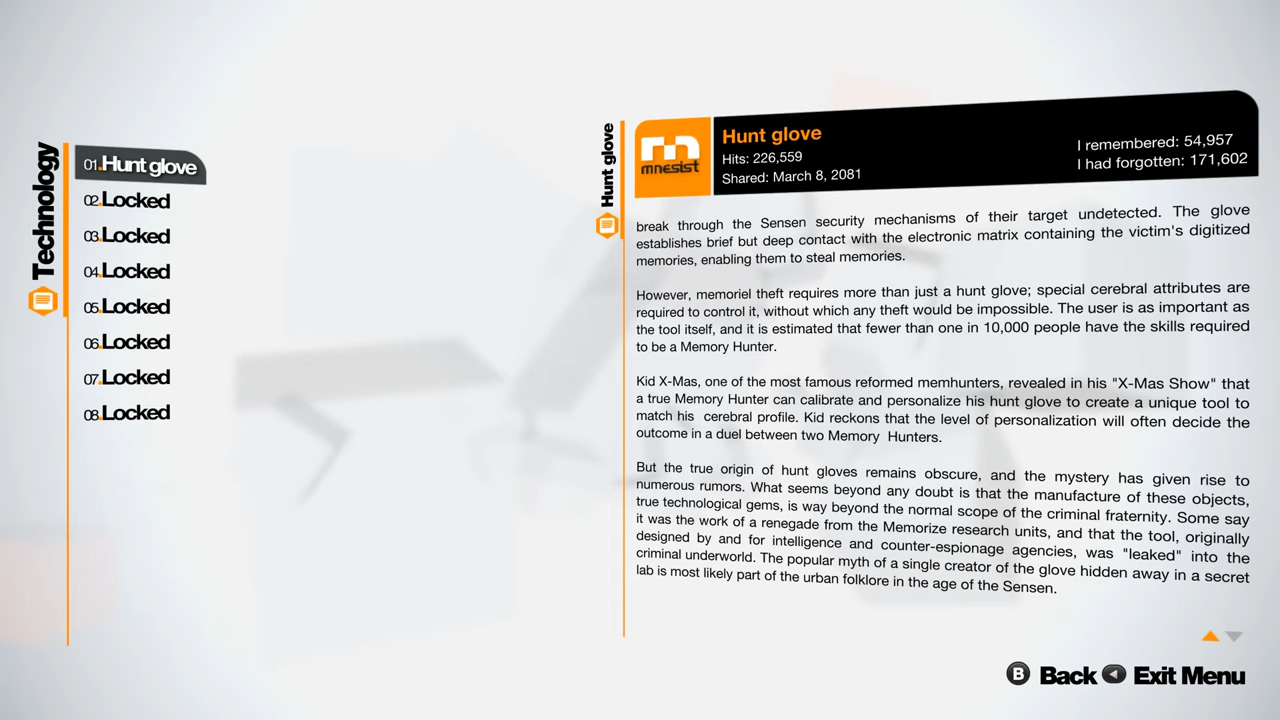 Technology
01.Hunt glove
02.Locked
03.Locked
04.Locked
05.Locked
06.Locked
07.Locked
08.Locked
Hunt glove
mnesist
Hunt glove
Hits: 226,559
Shared: March 8, 2081
I remembered: 54,957
I had forgotten: 171,602
break through the Sensen security mechanisms of their target undetected. The glove
establishes brief but deep contact with the electronic matrix containing the victim's digitized
memories, enabling them to steal memories.
However, memoriel theft requires more than just a hunt glove; special cerebral attributes are
required to control it, without which any theft would be impossible. The user is as important as
the tool itself, and it is estimated that fewer than one in 10,000 people have the skills required
to be a Memory Hunter.
Kid X-Mas, one of the most famous reformed memhunters, revealed in his "X-Mas Show" that
a true Memory Hunter can calibrate and personalize his hunt glove to create a unique tool to
match his cerebral profile. Kid reckons that the level of personalization will often decide the
outcome in a duel between two Memory Hunters.
But the true origin of hunt gloves remains obscure, and the mystery has given rise to
numerous rumors. What seems beyond any doubt is that the manufacture of these objects,
true technological gems, is way beyond the normal scope of the criminal fraternity. Some say
it was the work of a renegade from the Memorize research units, and that the tool, originally
designed by and for intelligence and counter-espionage agencies, was "leaked" into the
criminal underworld. The popular myth of a single creator of the glove hidden away in a secret
lab is most likely part of the urban folklore in the age of the Sensen.
B Back Exit Menu